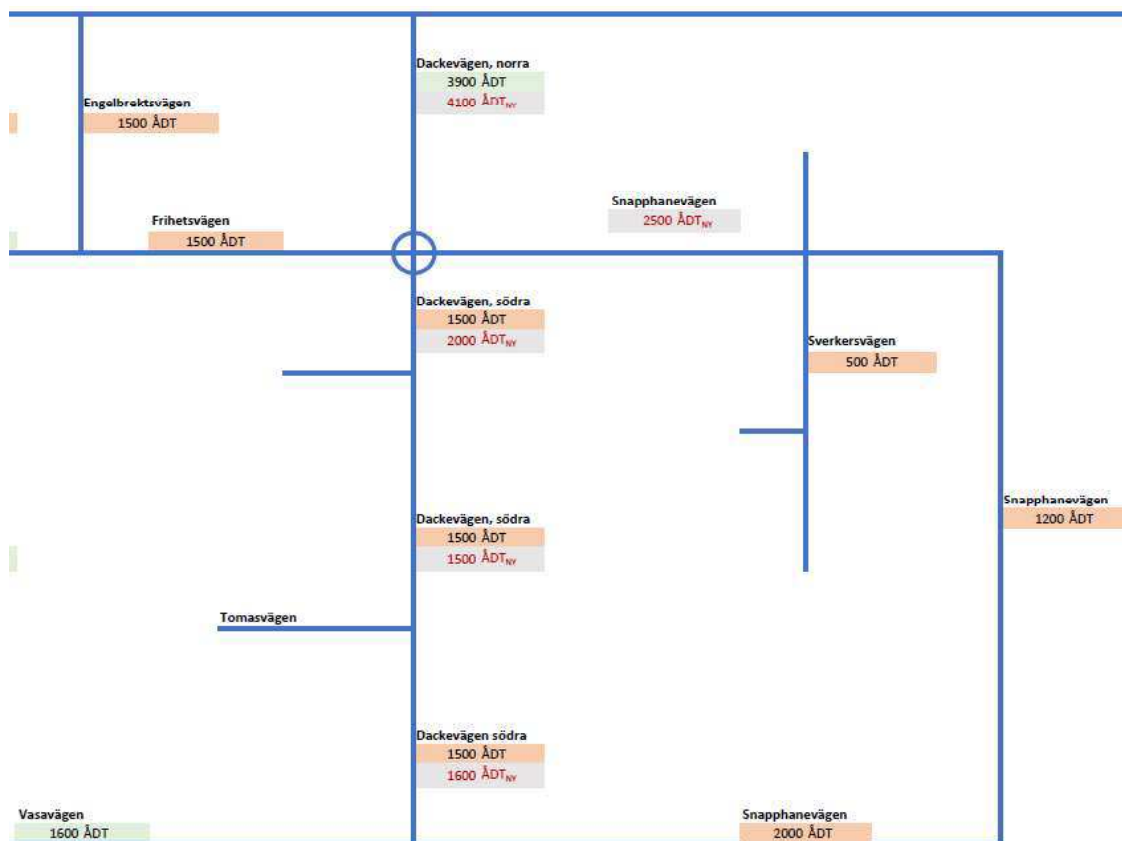 Dackevägen, norra
3900 ÅDT
4100 ÅDTNY
Engelbrektsvägen
1500 ÅDT
Snapphanevägen
2500 ÅDTNY
Frihetsvägen
1500 ÅDT
Dackevägen, södra
1500 ÅDT
2000 ÅDTNY
Sverkersvägen
500 ÅDT
Snapphanevägen
1200 ÅDT
Dackevägen, södra
1500 ÅDT
1500 ÅDTNY
Tomasvägen
Dackevägen södra
1500 ÅDT
1600 ÅDTNY
Vasavägen
1600 ÅDT
Snapphanevägen
2000 ÅDT